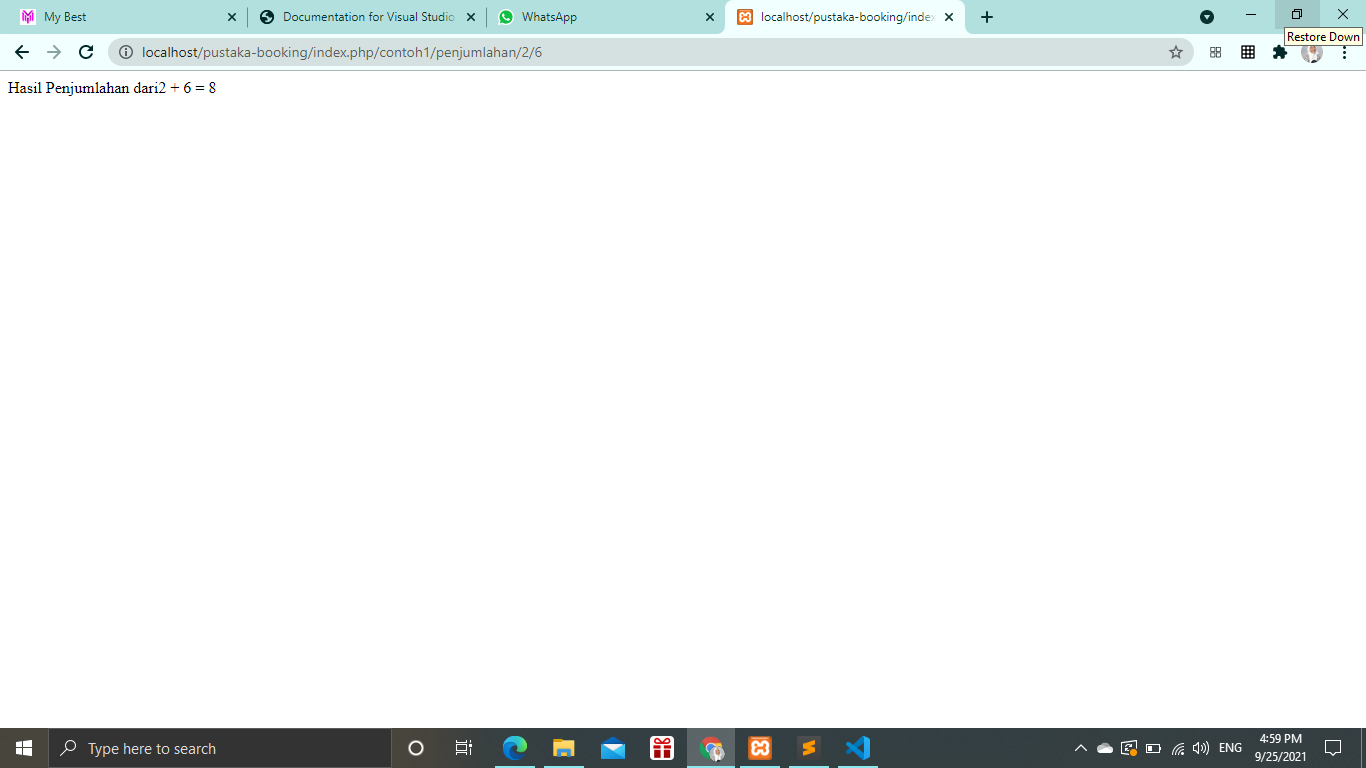 My Best
Documentation for Visual Studio
WhatsApp
localhost/pustaka-booking/index
Restore Down
localhost/pustaka-booking/index.php/contoh1/penjumlahan/2/6
Hasil Penjumlahan dari2 + 6 = 8
Type here to search
ENG
4:59 PM
9/25/2021